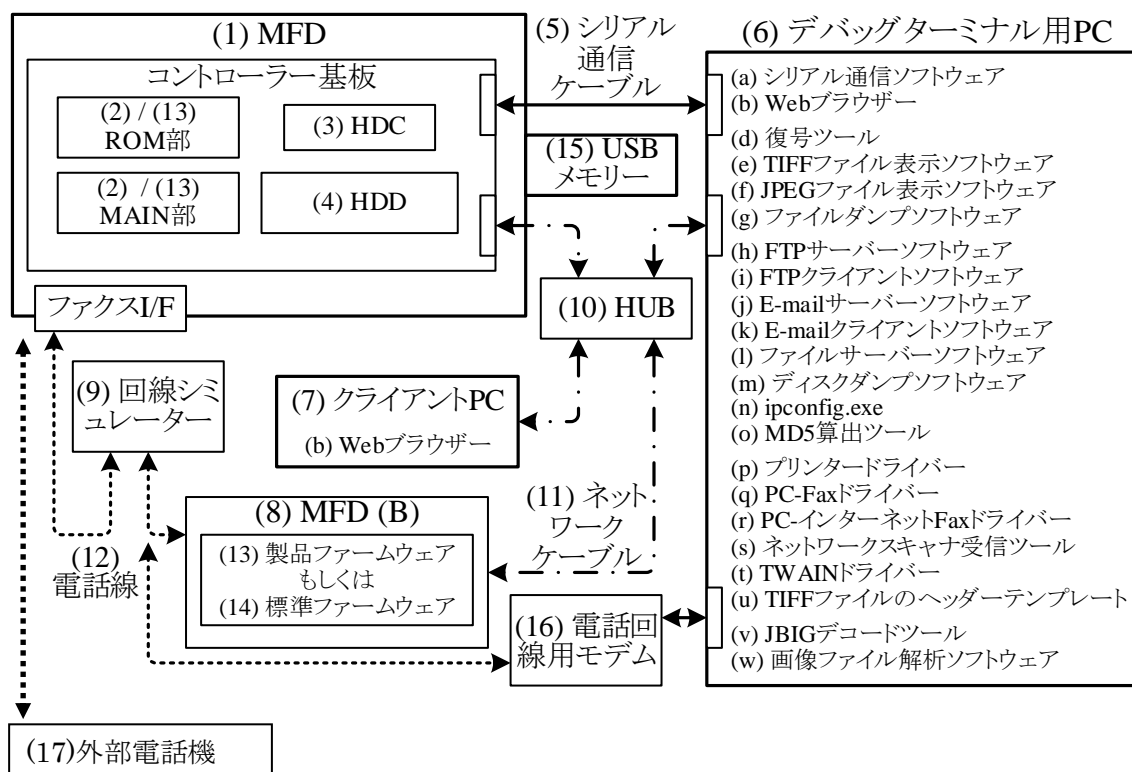 (1) MFD
コントローラー基板
(2) / (13)
ROM部
(3) HDC
(2) / (13)
MAIN部
(4) HDD
ファクスI/F
(5) シリアル
通信
ケーブル
(15) USB
メモリー
(6) デバッグターミナル用PC
(a) シリアル通信ソフトウェア
(b) Webブラウザー
(d) 復号ツール
(e) TIFFファイル表示ソフトウェア
(f) JPEGファイル表示ソフトウェア
(g) ファイルダンプソフトウェア
(h) FTPサーバーソフトウェア
(i) FTPクライアントソフトウェア
(j) E-mailサーバーソフトウェア
(k) E-mailクライアントソフトウェア
(l) ファイルサーバーソフトウェア
(m) ディスクダンプソフトウェア
(n) ipconfig.exe
(o) MD5算出ツール
(p) プリンタードライバー
(q) PC-Faxドライバー
(r) PC-インターネットFaxドライバー
(s) ネットワークスキャナ受信ツール
(t) TWAINドライバー
(u) TIFFファイルのヘッダーテンプレート
(v) JBIGデコードツール
(w) 画像ファイル解析ソフトウェア
(10) HUB
(9) 回線シミ
ュレーター
(7) クライアントPC
(b) Webブラウザー
(11) ネット
ワーク
ケーブル
(8) MFD (B)
(13) 製品ファームウェア
もしくは
(14) 標準ファームウェア
(12)
電話線
(16) 電話回
線用モデム
(17)外部電話機